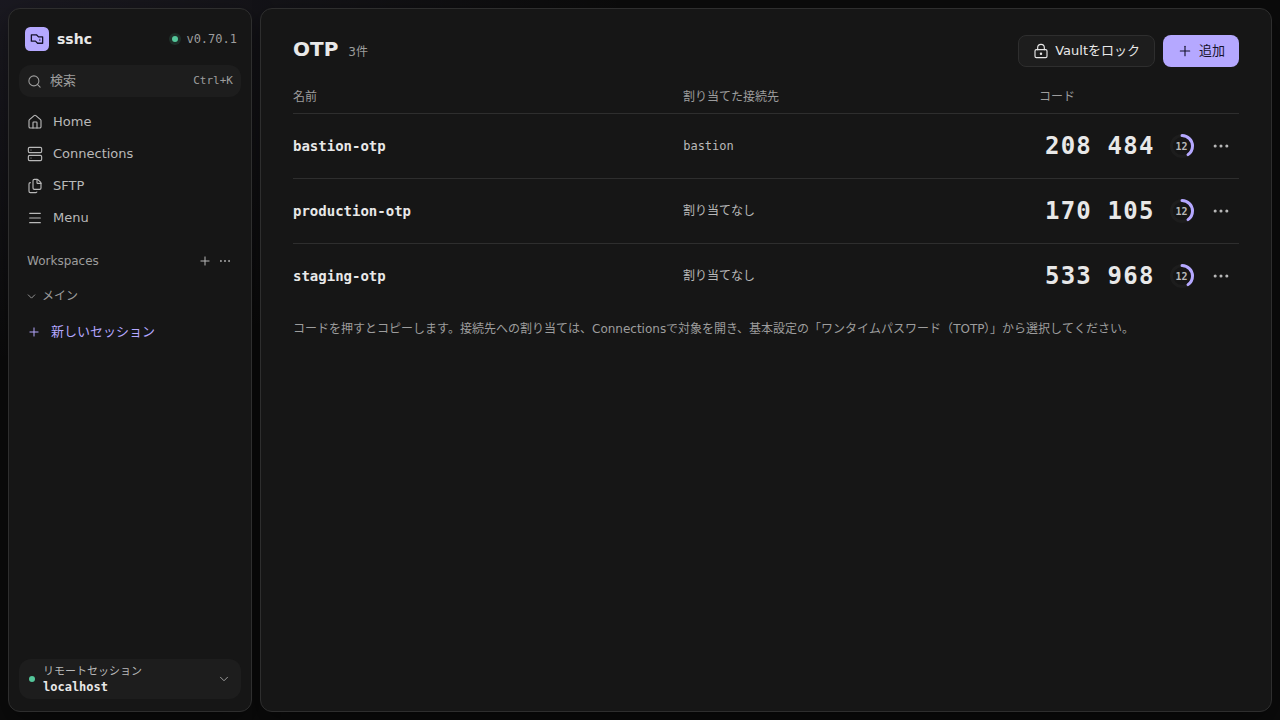 sshc
v0.70.1
検索
Ctrl+K
Home
Connections
SFTP
Menu
Workspaces
メイン
新しいセッション
リモートセッション
localhost
OTP 3件
Vaultをロック
追加
名前 割り当てた接続先 コード
bastion-otp bastion 208 484 12
production-otp 割り当てなし 170 105 12
staging-otp 割り当てなし 533 968 12
コードを押すとコピーします。接続先への割り当ては、Connectionsで対象を開き、基本設定の「ワンタイムパスワード（TOTP）」から選択してください。